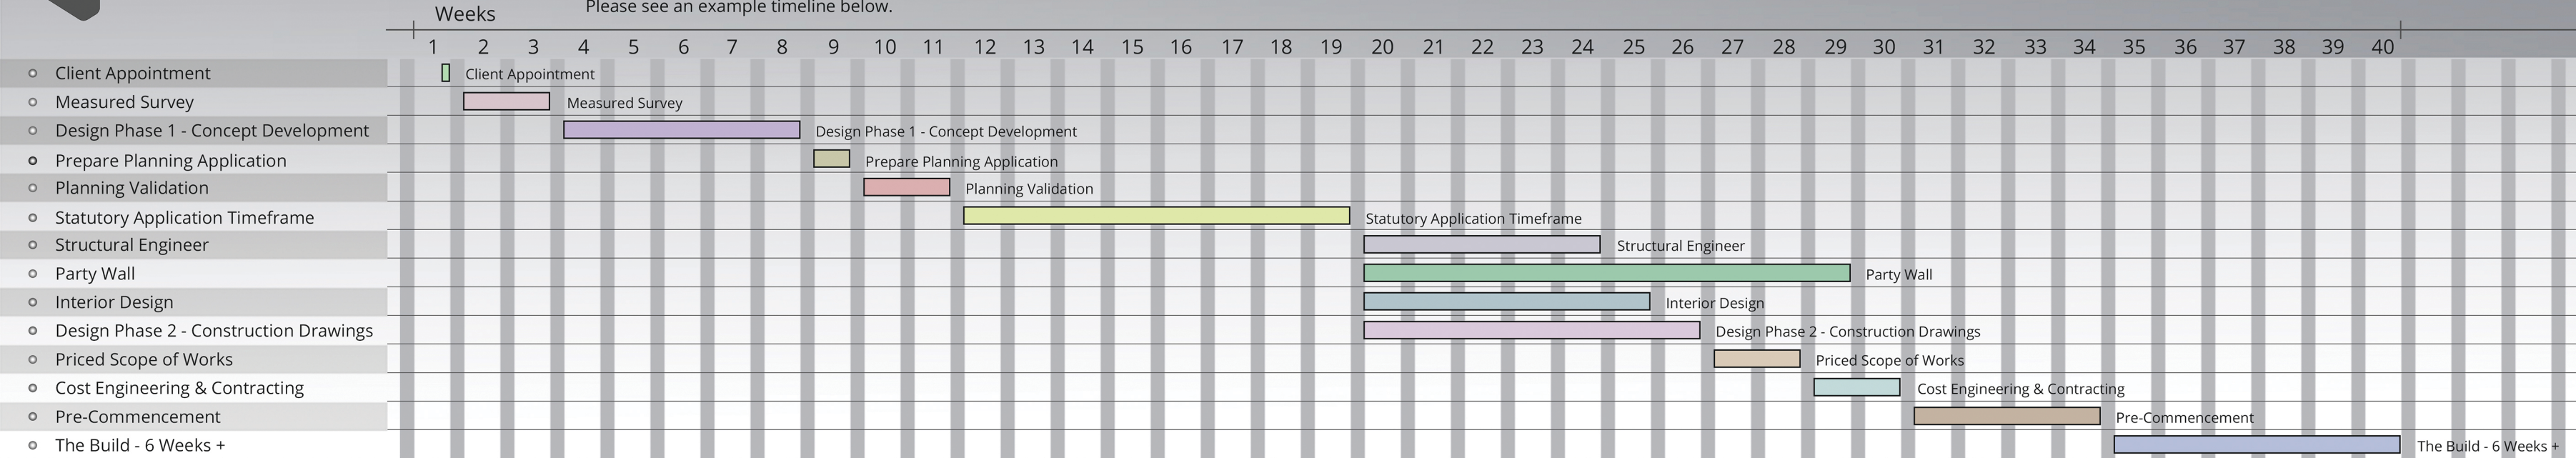 Please see an example timeline below.
Weeks
1 2 3 4 5 6 7 8 9 10 11 12 13 14 15 16 17 18 19 20 21 22 23 24 25 26 27 28 29 30 31 32 33 34 35 36 37 38 39 40
Client Appointment Client Appointment
Measured Survey Measured Survey
Design Phase 1 - Concept Development Design Phase 1 - Concept Development
Prepare Planning Application Prepare Planning Application
Planning Validation Planning Validation
Statutory Application Timeframe Statutory Application Timeframe
Structural Engineer Structural Engineer
Party Wall Party Wall
Interior Design Interior Design
Design Phase 2 - Construction Drawings Design Phase 2 - Construction Drawings
Priced Scope of Works Priced Scope of Works
Cost Engineering & Contracting Cost Engineering & Contracting
Pre-Commencement Pre-Commencement
The Build - 6 Weeks + The Build - 6 Weeks +